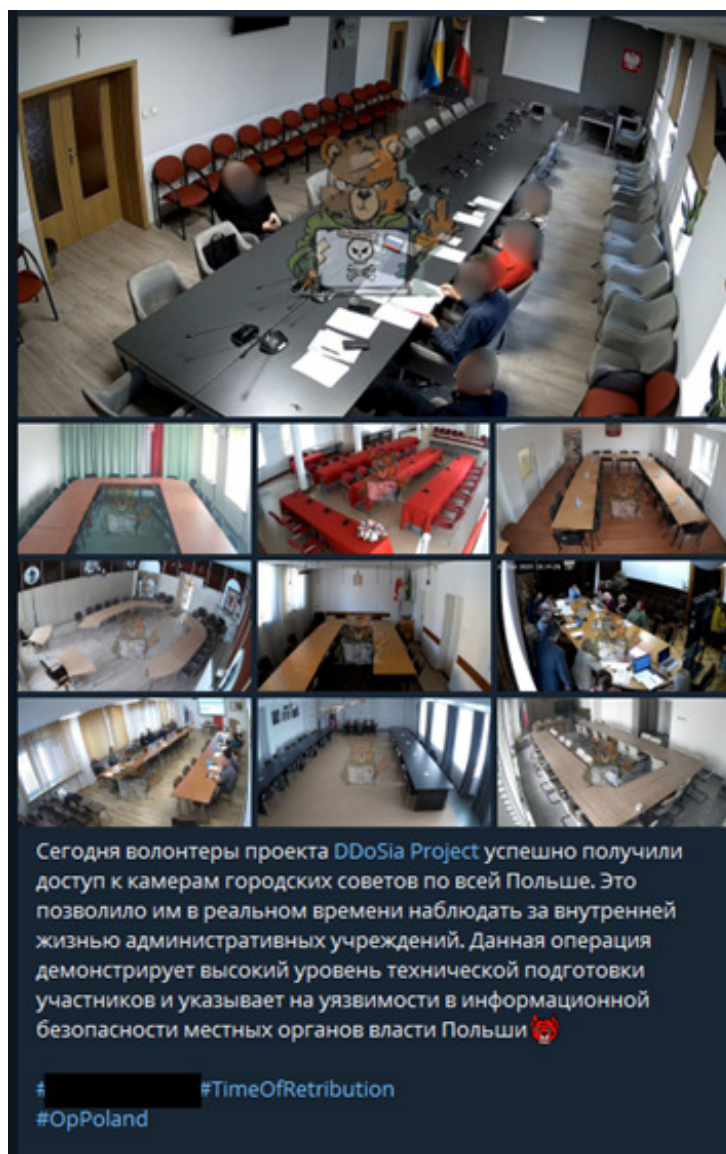 Сегодня волонтеры проекта DDoSia Project успешно получили
доступ к камерам городских советов по всей Польше. Это
позволило им в реальном времени наблюдать за внутренней
жизнью административных учреждений. Данная операция
демонстрирует высокий уровень технической подготовки
участников и указывает на уязвимости в информационной
безопасности местных органов власти Польши
# #TimeOfRetribution
#OpPoland